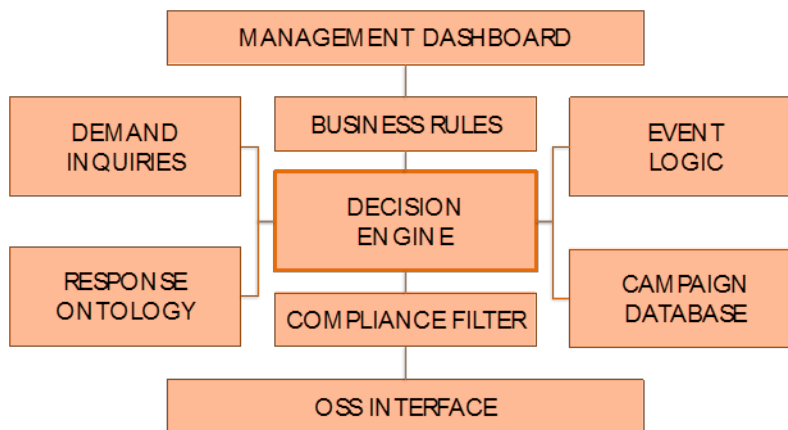 MANAGEMENT DASHBOARD
DEMAND
INQUIRIES
BUSINESS RULES
EVENT
LOGIC
DECISION
ENGINE
RESPONSE
ONTOLOGY
COMPLIANCE FILTER
CAMPAIGN
DATABASE
OSS INTERFACE